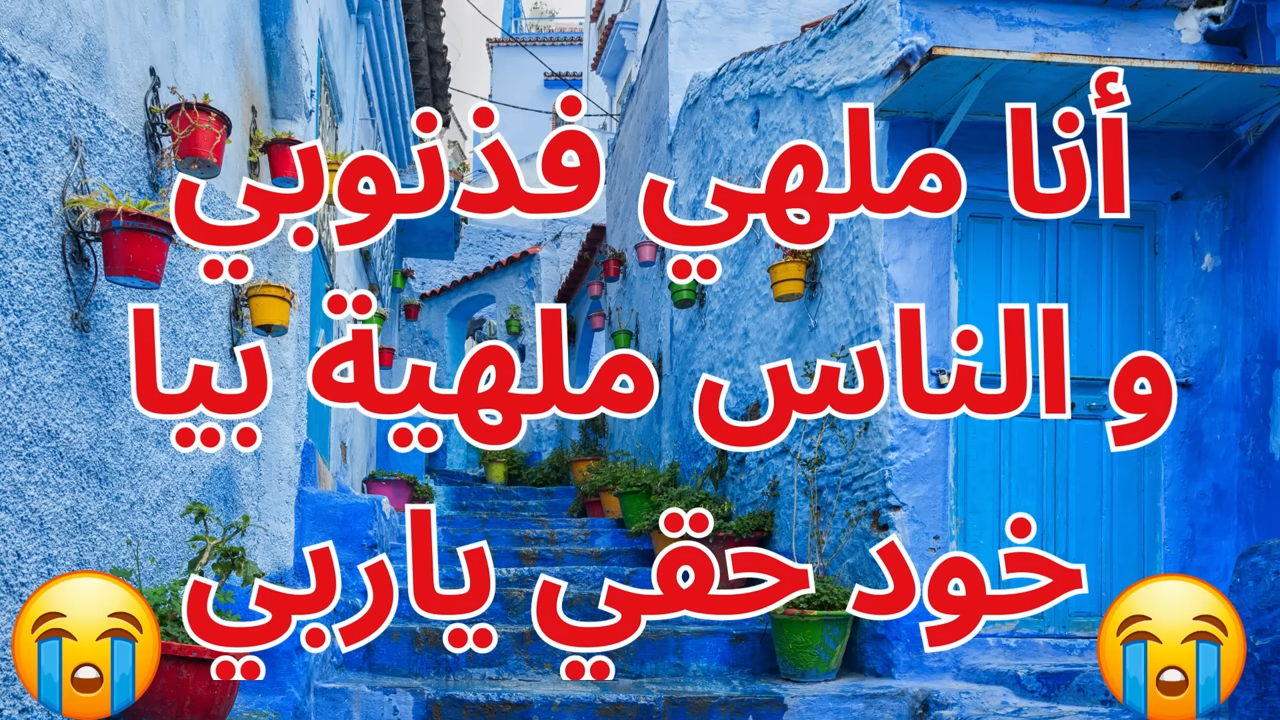 أنا ملهي فذنوبي
و الناس ملهية بيا
خود حقي ياربي